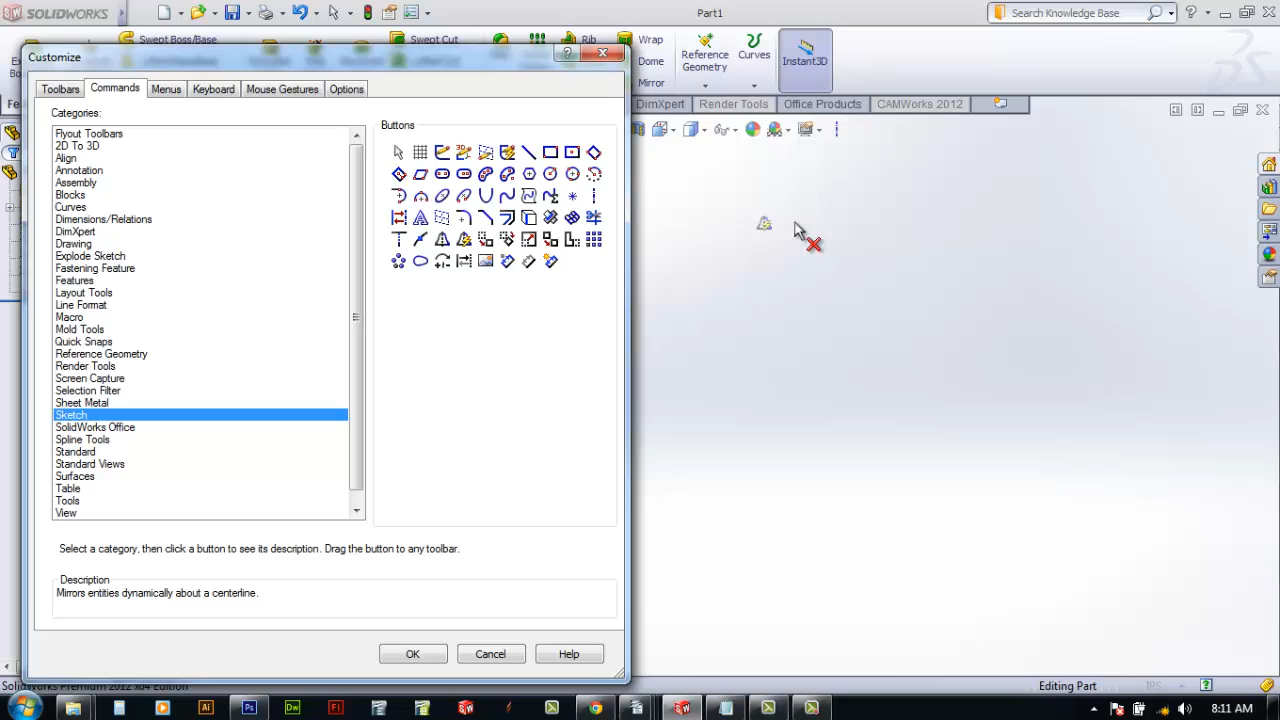 SOLIDWORKS
Part1
Search Knowledge Base
Swept Boss/Base
Swept Cut
Rib
Wrap
Dome
Mirror
Reference
Geometry
Curves
Instant3D
Customize
DimXpert
Render Tools
Office Products
CAMWorks 2012
Toolbars
Commands
Menus
Keyboard
Mouse Gestures
Options
Categories:
Buttons
Flyout Toolbars
2D To 3D
Align
Annotation
Assembly
Blocks
Curves
Dimensions/Relations
DimXpert
Drawing
Explode Sketch
Fastening Feature
Features
Layout Tools
Line Format
Macro
Mold Tools
Quick Snaps
Reference Geometry
Render Tools
Screen Capture
Selection Filter
Sheet Metal
Sketch
SolidWorks Office
Spline Tools
Standard
Standard Views
Surfaces
Table
Tools
View
Select a category, then click a button to see its description. Drag the button to any toolbar.
Description
Mirrors entities dynamically about a centerline.
OK
Cancel
Help
SolidWorks Premium 2012 x64 Edition
Editing Part
IPS
8:11 AM